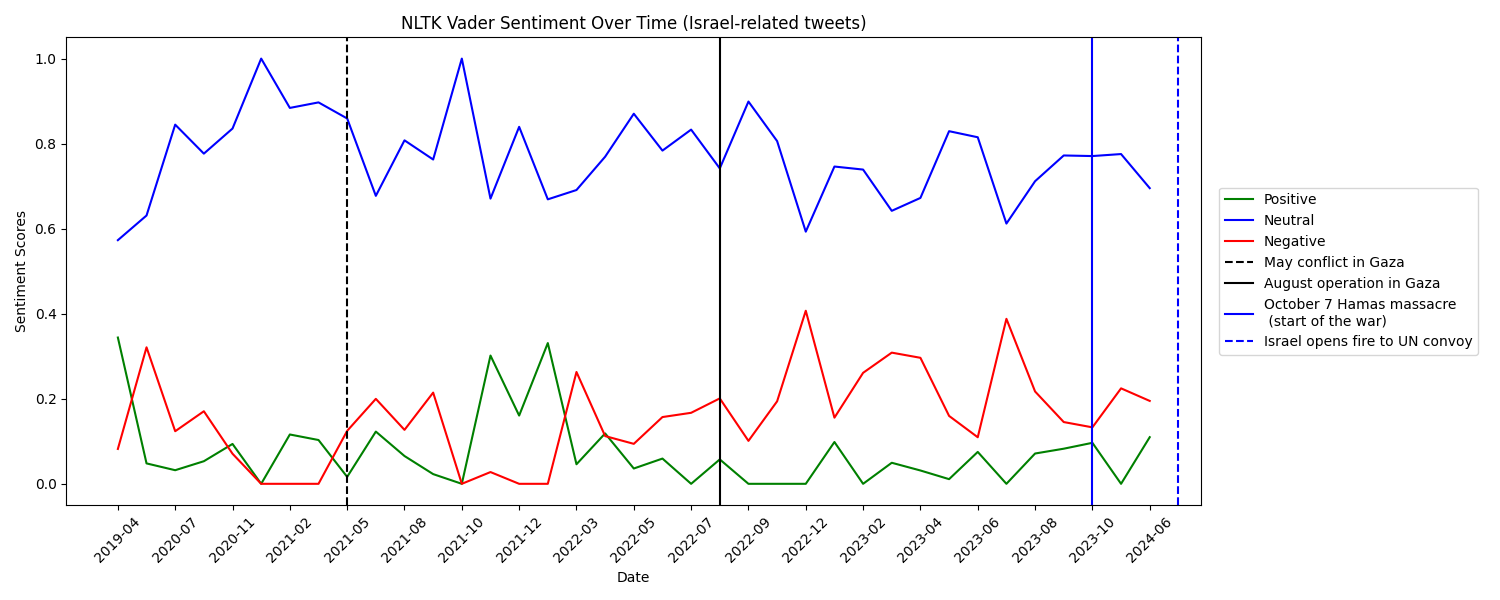 NLTK Vader Sentiment Over Time (Israel-related tweets)
Sentiment Scores
1.0
0.8
0.6
0.4
0.2
0.0
2019-04
2020-07
2020-11
2021-02
2021-05
2021-08
2021-10
2021-12
2022-03
2022-05
2022-07
2022-09
2022-12
2023-02
2023-04
2023-06
2023-08
2023-10
2024-06
Date
Positive
Neutral
Negative
May conflict in Gaza
August operation in Gaza
October 7 Hamas massacre
(start of the war)
Israel opens fire to UN convoy